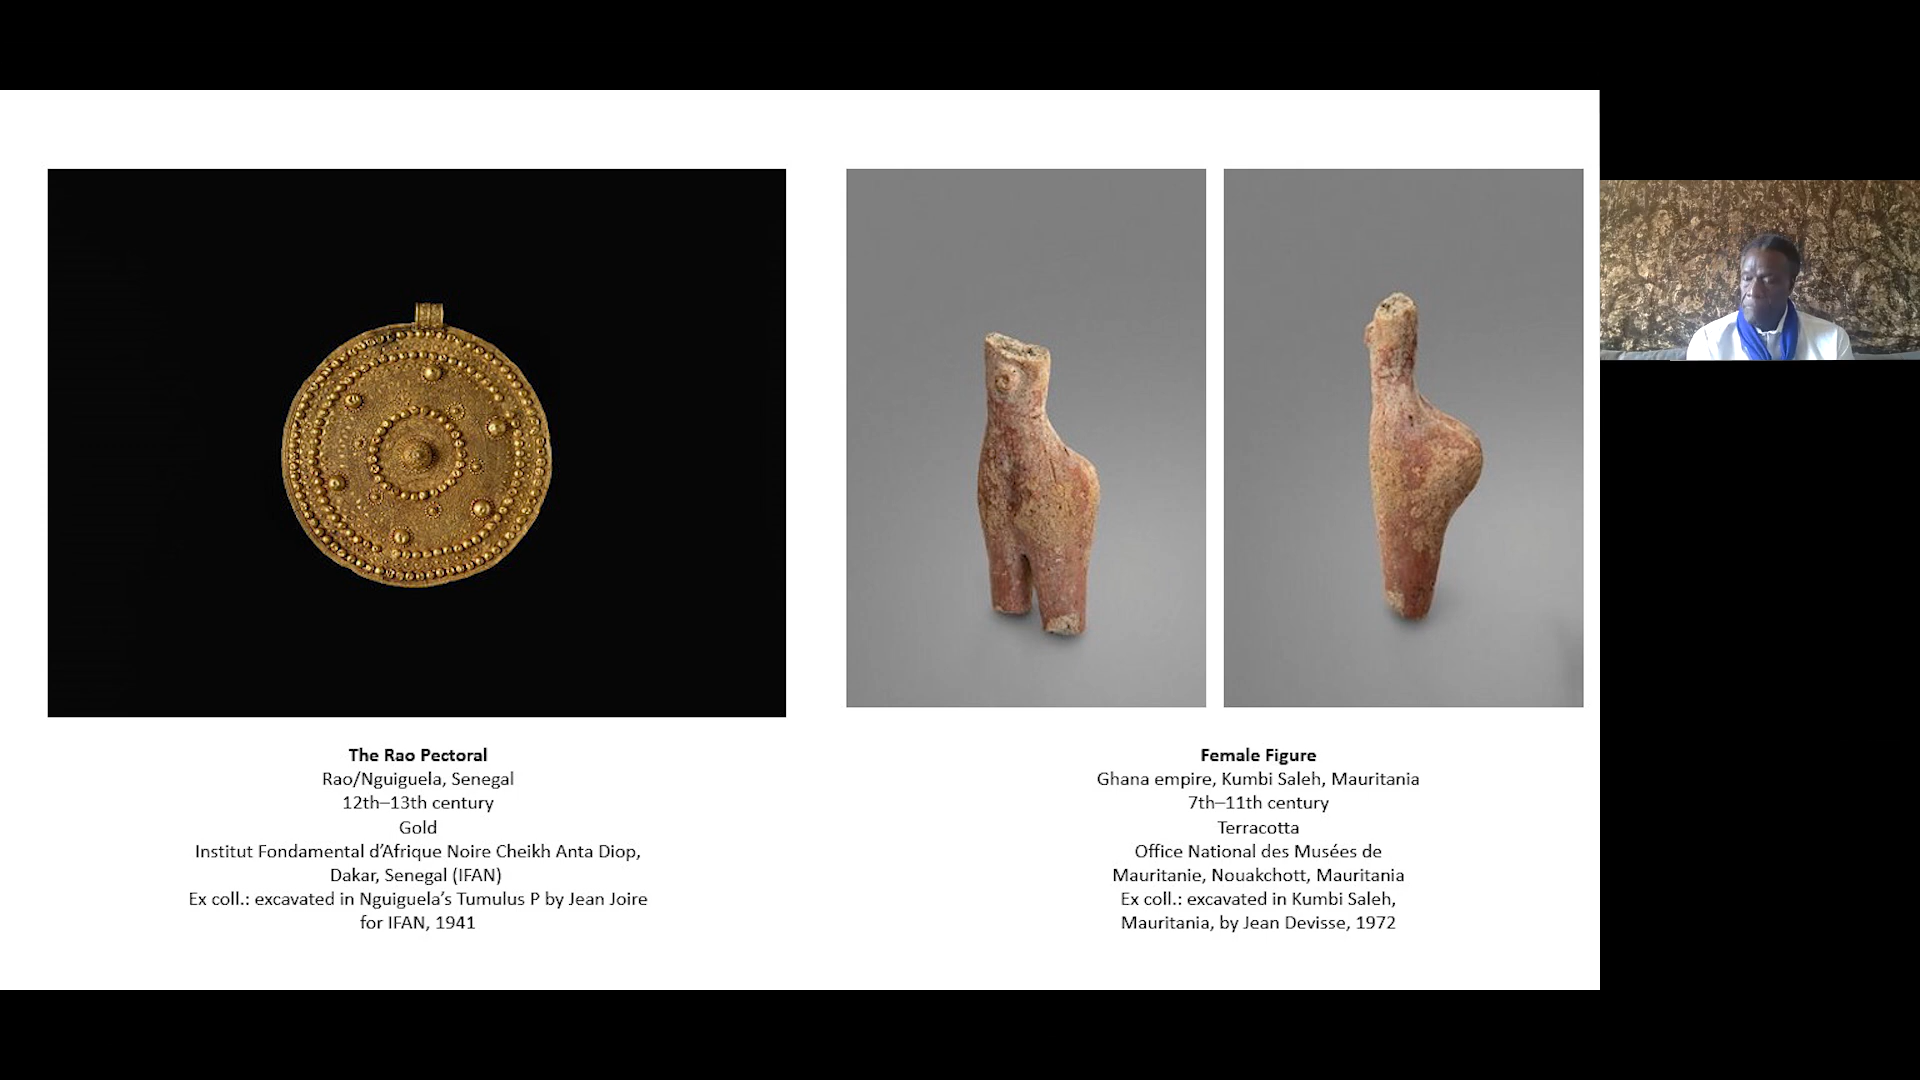 The Rao Pectoral
Rao/Nguiguela, Senegal
12th–13th century
Gold
Institut Fondamental d’Afrique Noire Cheikh Anta Diop,
Dakar, Senegal (IFAN)
Ex coll.: excavated in Nguiguela’s Tumulus P by Jean Joire
for IFAN, 1941
Female Figure
Ghana empire, Kumbi Saleh, Mauritania
7th–11th century
Terracotta
Office National des Musées de
Mauritanie, Nouakchott, Mauritania
Ex coll.: excavated in Kumbi Saleh,
Mauritania, by Jean Devisse, 1972